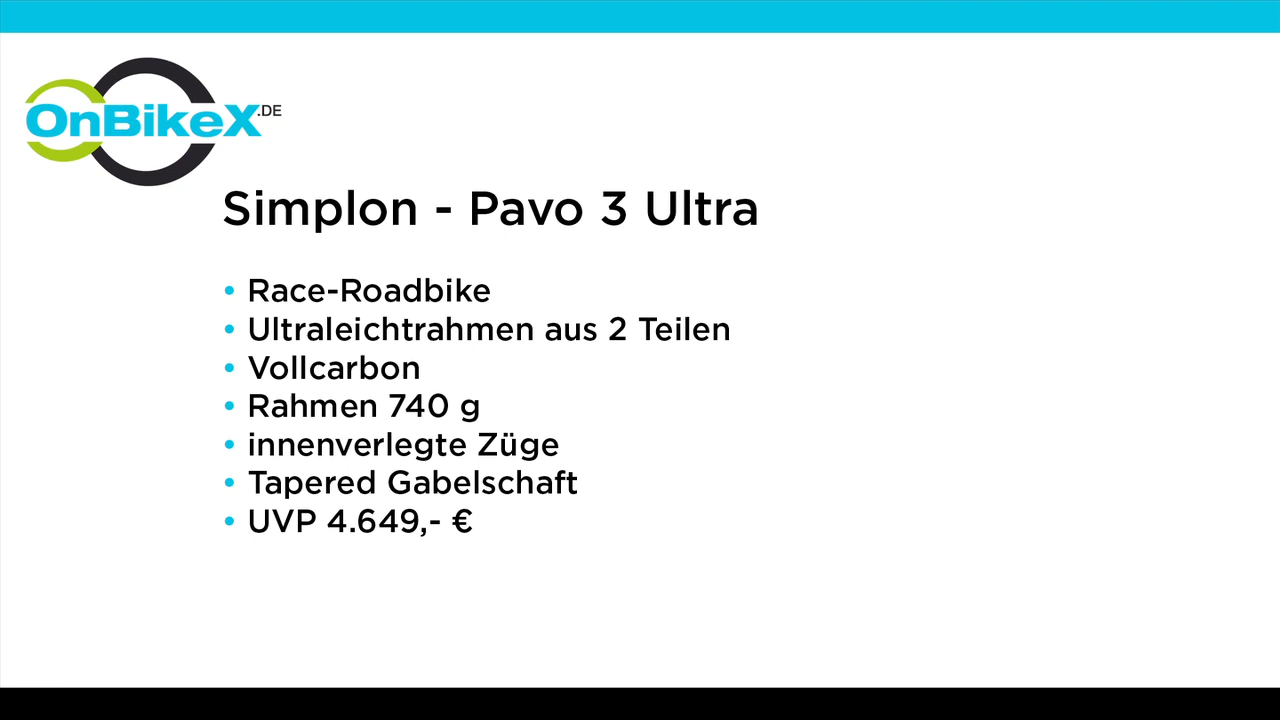 OnBikeX.DE
Simplon - Pavo 3 Ultra
• Race-Roadbike
• Ultraleichtrahmen aus 2 Teilen
• Vollcarbon
• Rahmen 740 g
• innenverlegte Züge
• Tapered Gabelschaft
• UVP 4.649,- €